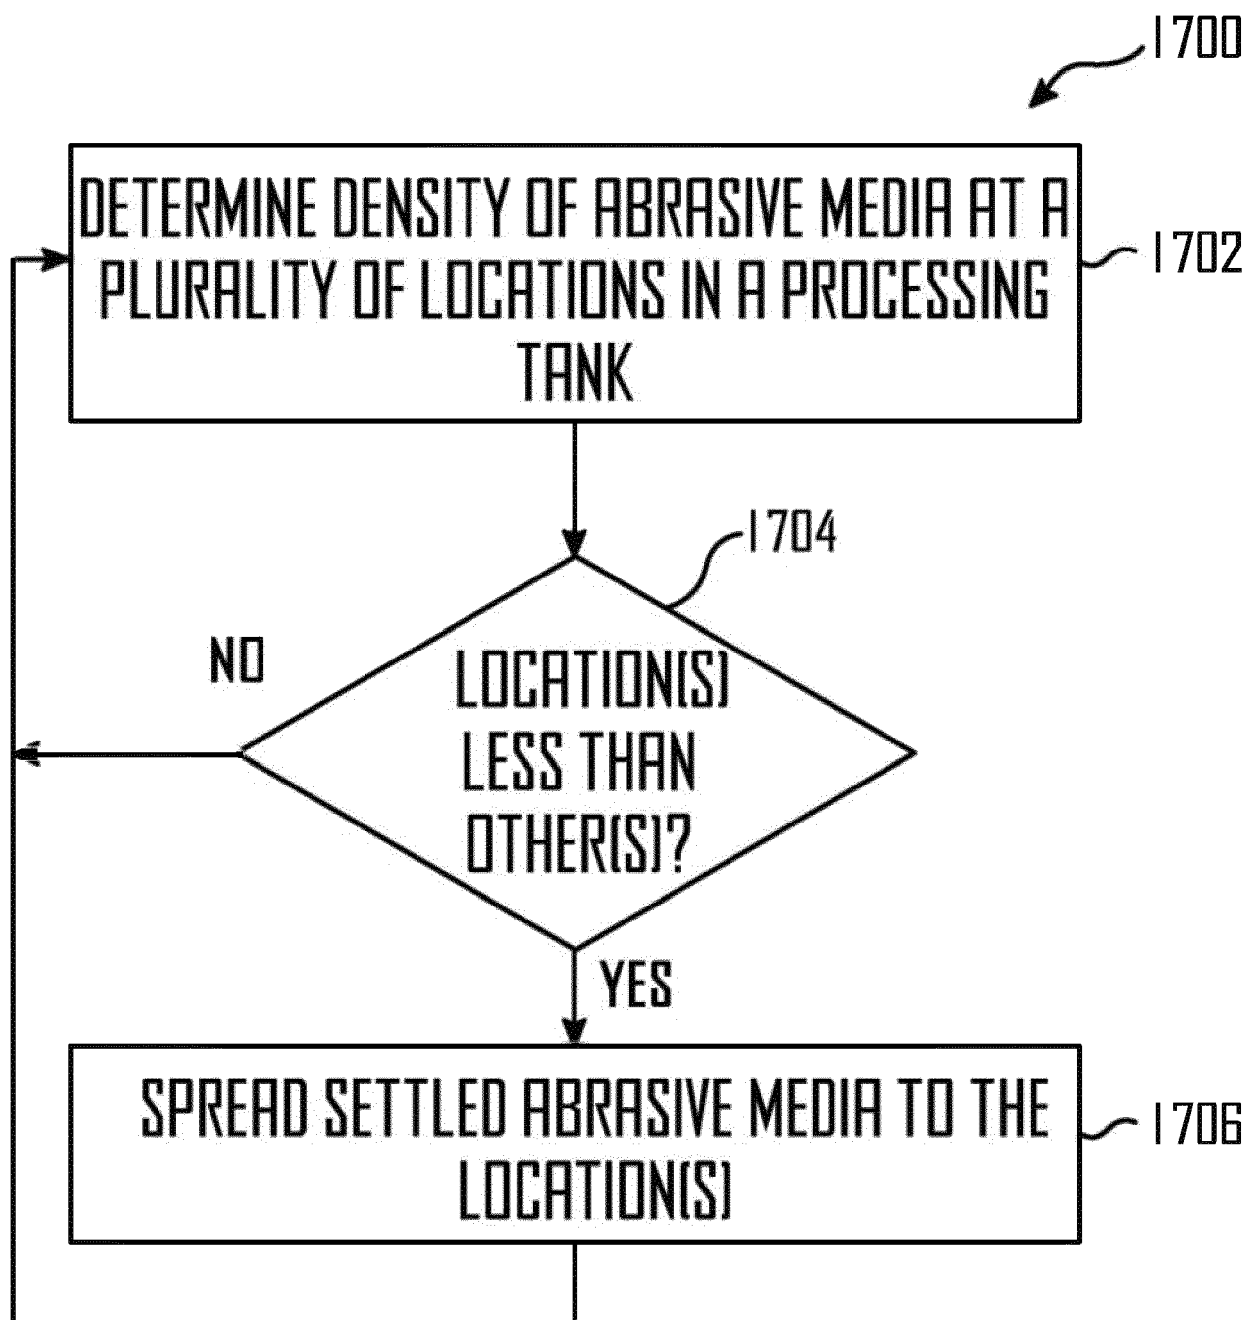 1700
DETERMINE DENSITY OF ABRASIVE MEDIA AT A
PLURALITY OF LOCATIONS IN A PROCESSING
TANK
1702
1704
NO
LOCATION(S)
LESS THAN
OTHER(S)?
YES
SPREAD SETTLED ABRASIVE MEDIA TO THE
LOCATION(S)
1706